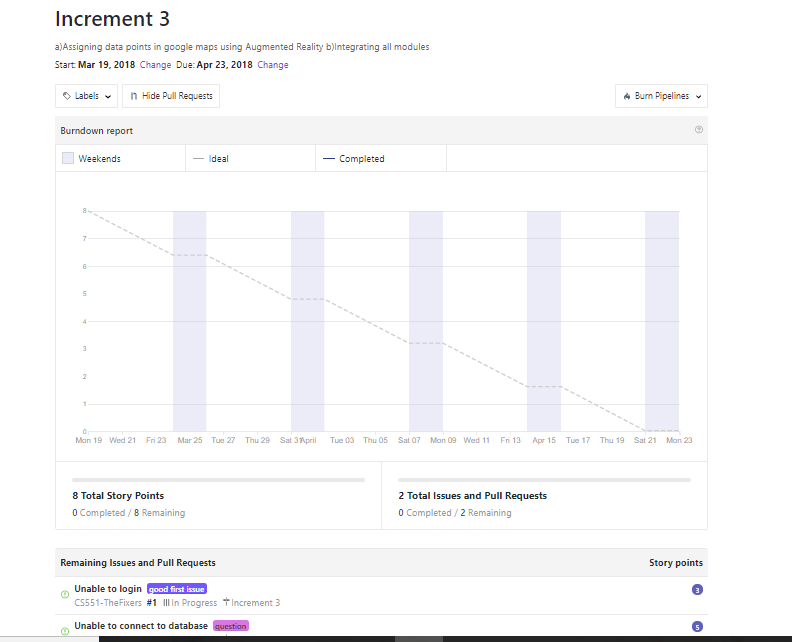 Increment 3
a)Assigning data points in google maps using Augmented Reality b)Integrating all modules
Start: Mar 19, 2018 Change Due: Apr 23, 2018 Change
Labels Hide Pull Requests Burn Pipelines
Burndown report
Weekends Ideal Completed
8
7
6
5
4
3
2
1
0
Mon 19 Wed 21 Fri 23 Mar 25 Tue 27 Thu 29 Sat 31 April Tue 03 Thu 05 Sat 07 Mon 09 Wed 11 Fri 13 Apr 15 Tue 17 Thu 19 Sat 21 Mon 23
8 Total Story Points 2 Total Issues and Pull Requests
0 Completed / 8 Remaining 0 Completed / 2 Remaining
Remaining Issues and Pull Requests Story points
Unable to login good first issue 3
CS551-TheFixers #1 In Progress Increment 3
Unable to connect to database question 5